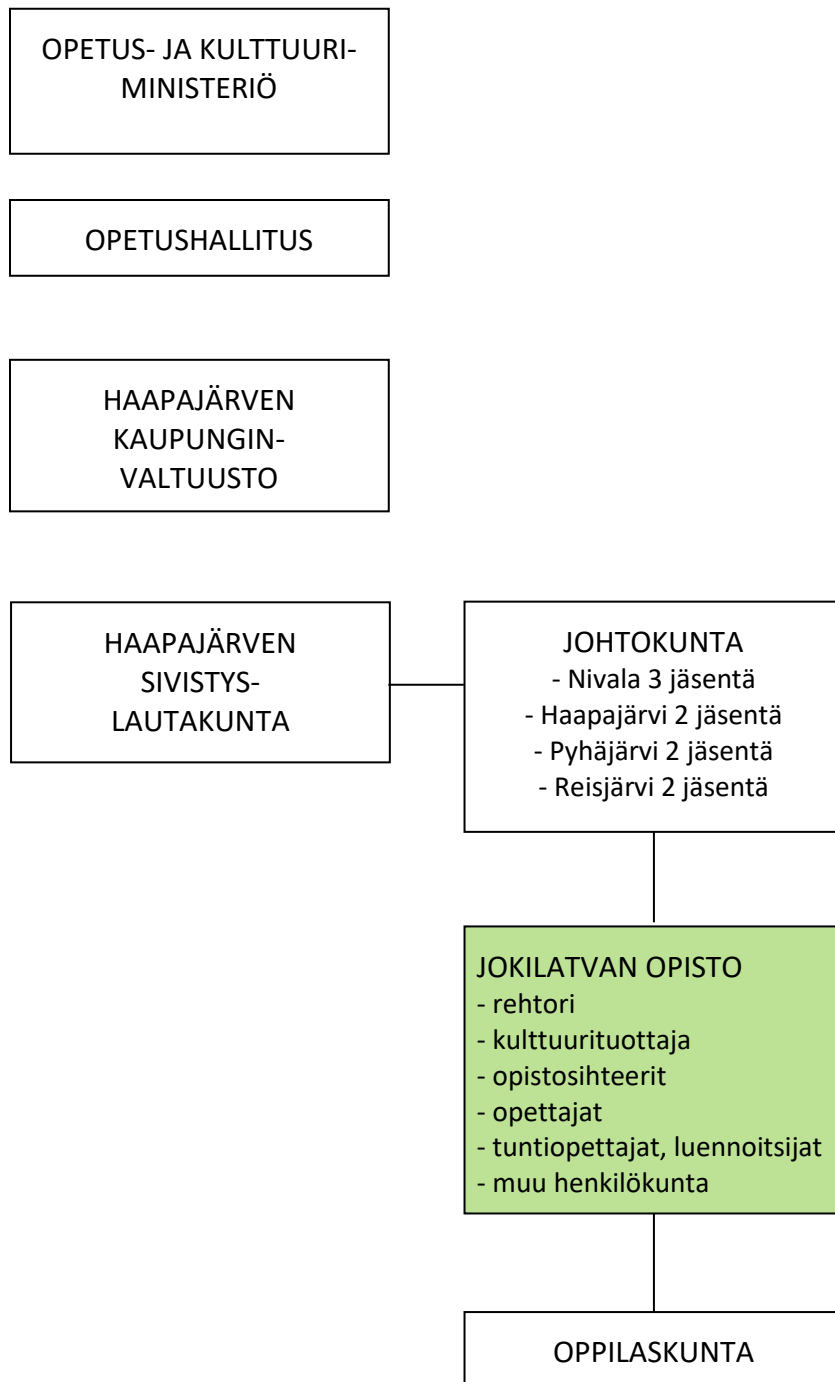 OPETUS- JA KULTTUURI-
MINISTERIÖ
OPETUSHALLITUS
HAAPAJÄRVEN
KAUPUNGIN-
VALTUUSTO
HAAPAJÄRVEN
SIVISTYS-
LAUTAKUNTA
JOHTOKUNTA
- Nivala 3 jäsentä
- Haapajärvi 2 jäsentä
- Pyhäjärvi 2 jäsentä
- Reisjärvi 2 jäsentä
JOKILATVAN OPISTO
- rehtori
- kulttuurituottaja
- opistosihteerit
- opettajat
- tuntiopettajat, luennoitsijat
- muu henkilökunta
OPPILASKUNTA